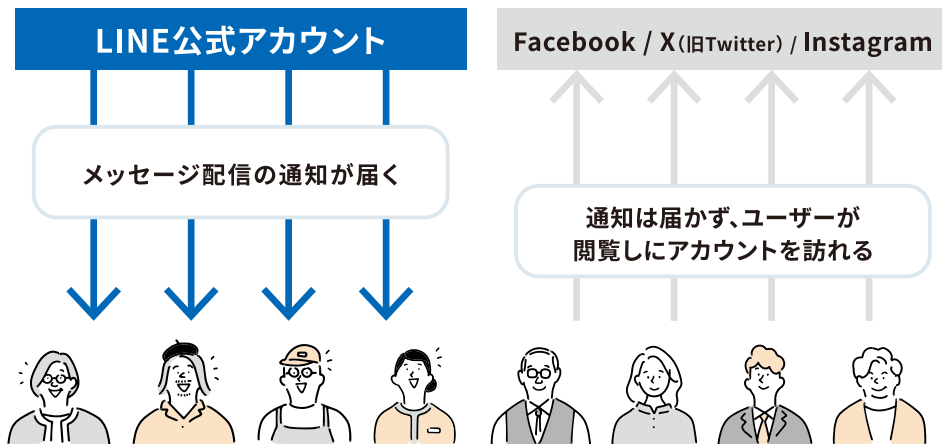 LINE公式アカウント
メッセージ配信の通知が届く
Facebook / X(旧Twitter) / Instagram
通知は届かず、ユーザーが
閲覧しにアカウントを訪れる